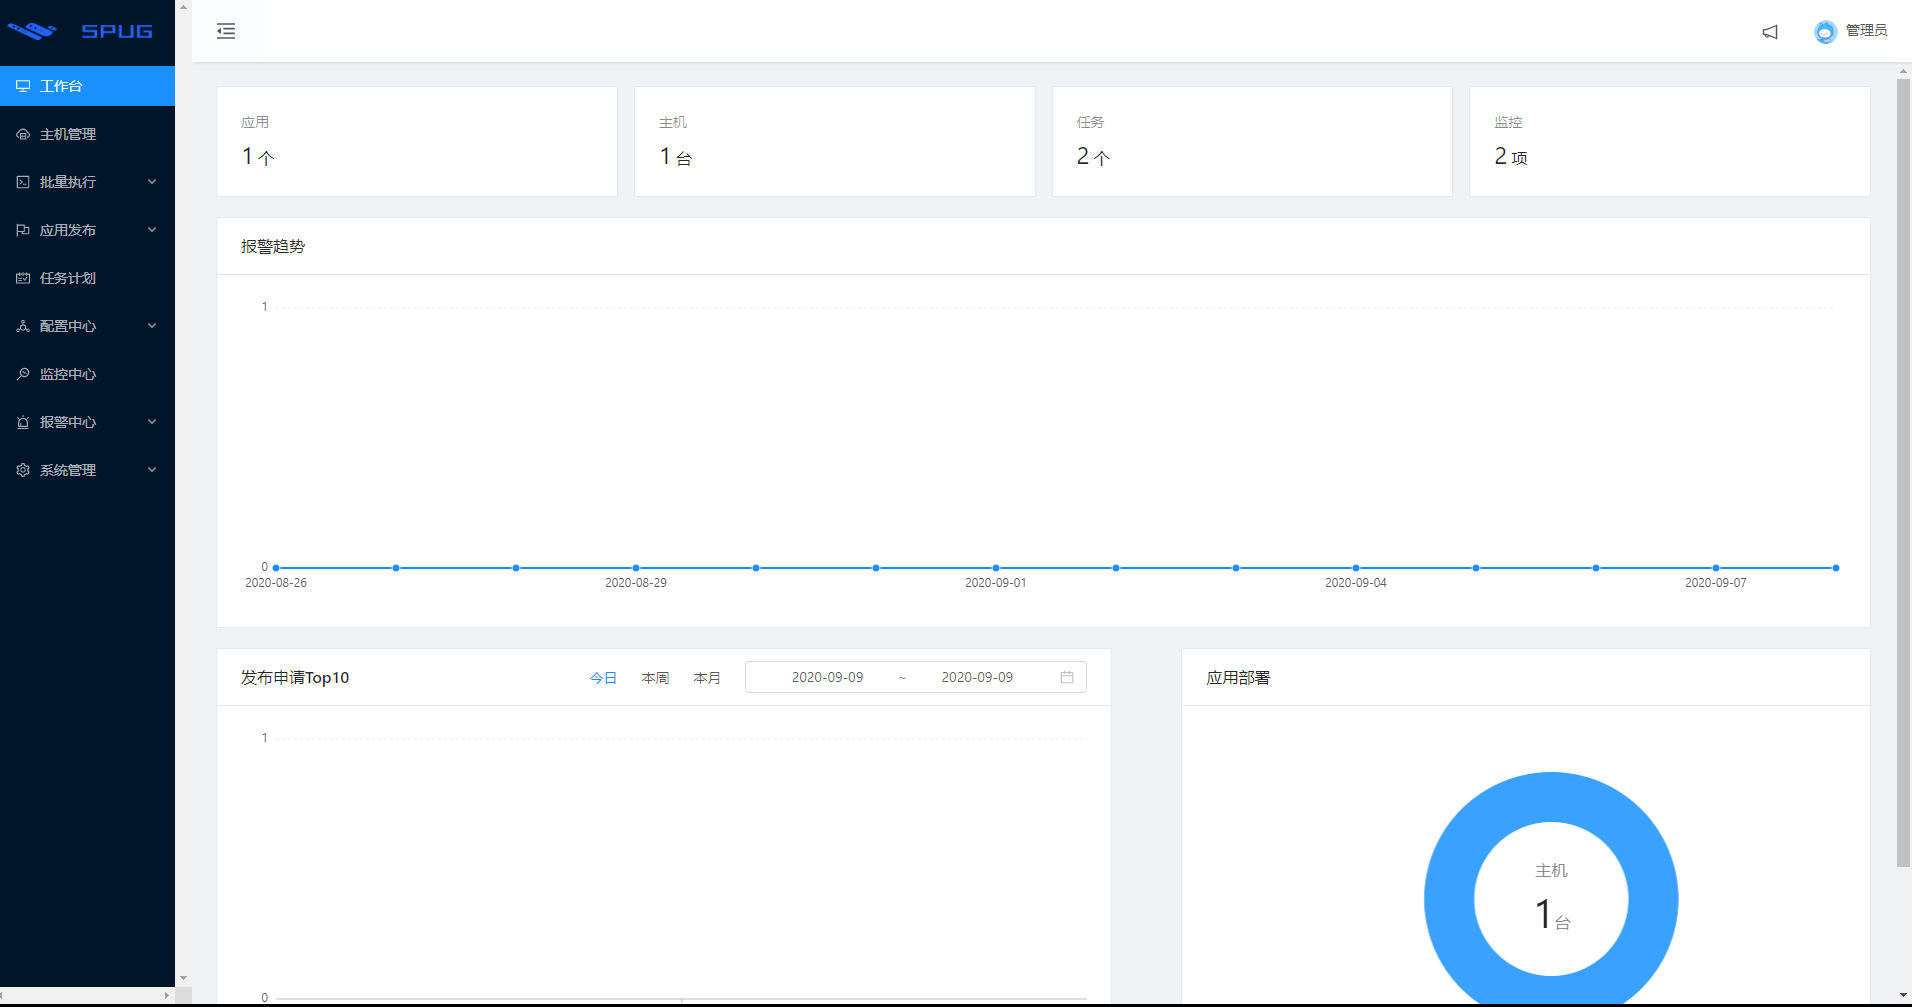 SPUG
工作台
主机管理
批量执行
应用发布
任务计划
配置中心
监控中心
报警中心
系统管理
管理员
应用
1 个
主机
1 台
任务
2 个
监控
2 项
报警趋势
1
0
2020-08-26 2020-08-29 2020-09-01 2020-09-04 2020-09-07
发布申请Top10 今日 本周 本月 2020-09-09 ~ 2020-09-09
1
0
应用部署
主机
1台